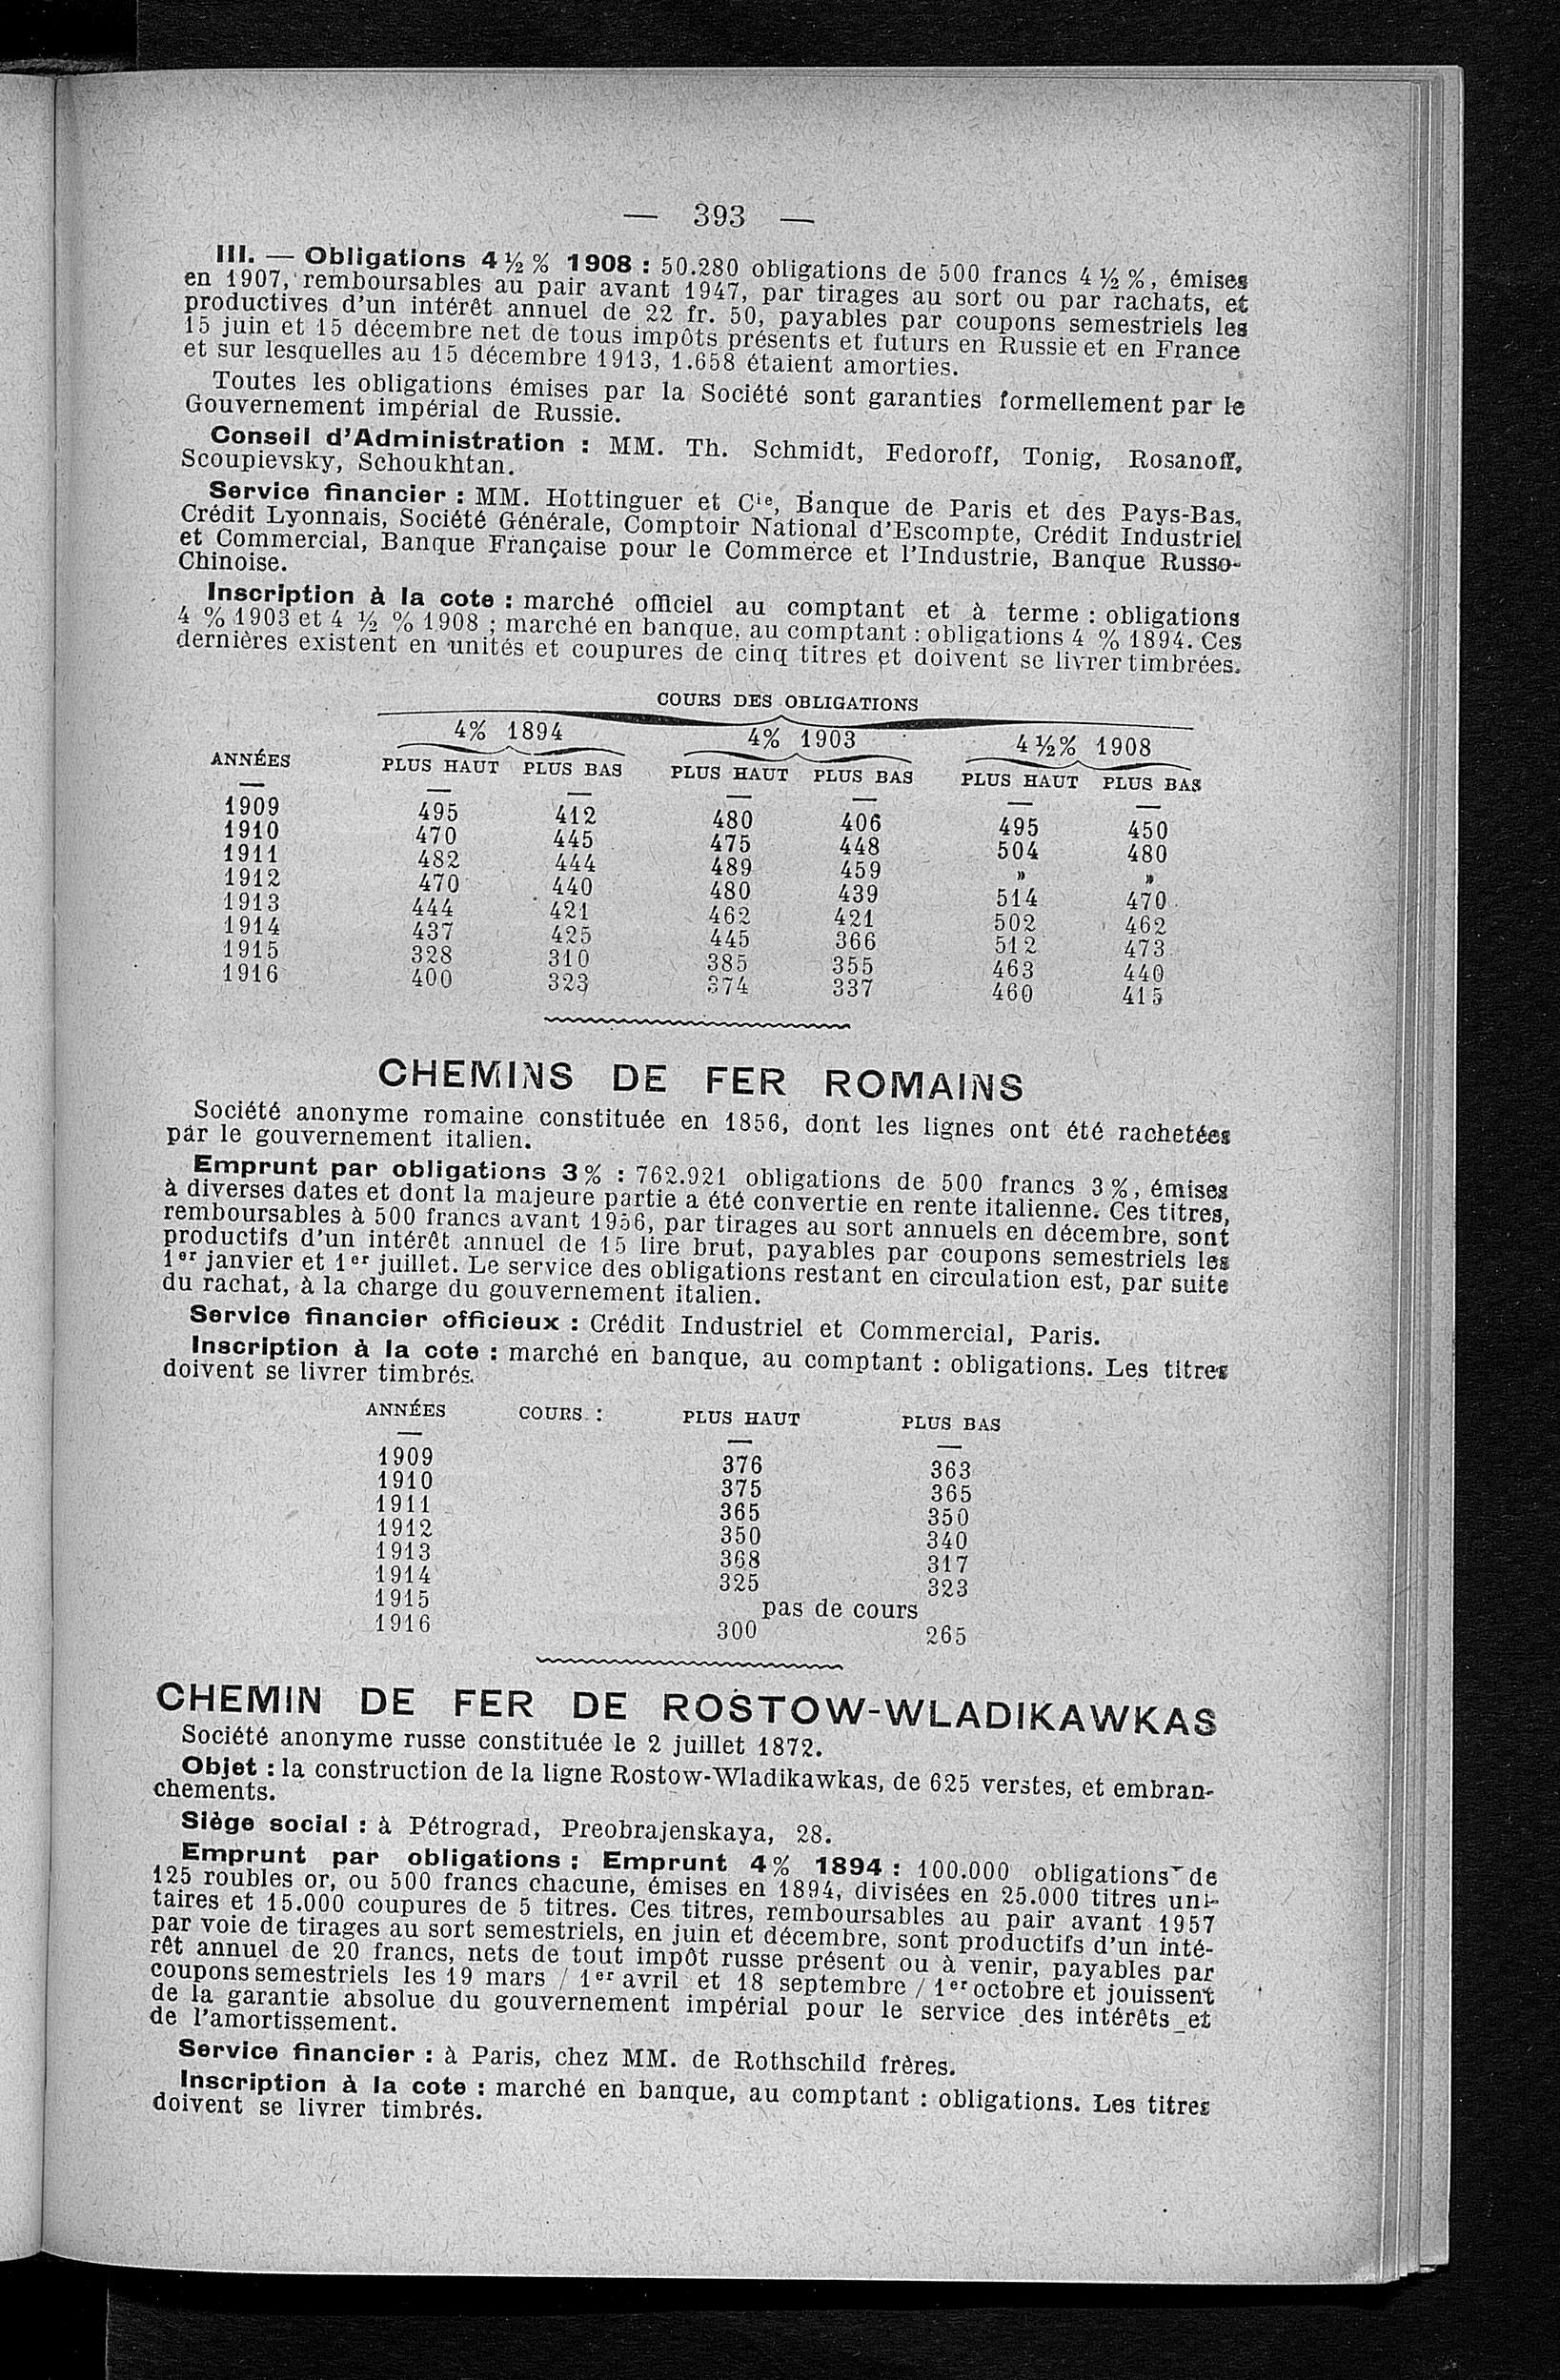 — 393 —
III. — Obligations 4 ½ % 1908 : 50.280 obligations de 500 francs 4 ½ %, émises
en 1907, remboursables au pair avant 1947, par tirages au sort ou par rachats, et
productives d'un intérêt annuel de 22 fr. 50, payables par coupons semestriels les
15 juin et 15 décembre net de tous impôts présents et futurs en Russie et en France
et sur lesquelles au 15 décembre 1913, 1.658 étaient amorties.
Toutes les obligations émises par la Société sont garanties formellement par le
Gouvernement impérial de Russie.
Conseil d'Administration : MM. Th. Schmidt, Fedoroff, Tonig, Rosanoff,
Scoupievsky, Schoukhtan.
Service financier : MM. Hottinguer et Cie, Banque de Paris et des Pays-Bas,
Crédit Lyonnais, Société Générale, Comptoir National d'Escompte, Crédit Industriel
et Commercial, Banque Française pour le Commerce et l'Industrie, Banque Russo-
Chinoise.
Inscription à la cote : marché officiel au comptant et à terme : obligations
4 % 1903 et 4 ½ % 1908 ; marché en banque, au comptant : obligations 4 % 1894. Ces
dernières existent en unités et coupures de cinq titres et doivent se livrer timbrées.
COURS DES OBLIGATIONS
4% 1894 4% 1903 4 ½% 1908
ANNÉES PLUS HAUT PLUS BAS PLUS HAUT PLUS BAS PLUS HAUT PLUS BAS
1909 495 412 480 406 495 450
1910 470 445 475 448 504 480
1911 482 444 489 459 » »
1912 470 440 480 439 514 470
1913 444 421 462 421 502 462
1914 437 425 445 366 512 473
1915 328 310 385 355 463 440
1916 400 323 374 337 460 415
CHEMINS DE FER ROMAINS
Société anonyme romaine constituée en 1856, dont les lignes ont été rachetées
par le gouvernement italien.
Emprunt par obligations 3% : 762.921 obligations de 500 francs 3%, émises
à diverses dates et dont la majeure partie a été convertie en rente italienne. Ces titres,
remboursables à 500 francs avant 1956, par tirages au sort annuels en décembre, sont
productifs d'un intérêt annuel de 15 lire brut, payables par coupons semestriels les
1er janvier et 1er juillet. Le service des obligations restant en circulation est, par suite
du rachat, à la charge du gouvernement italien.
Service financier officieux : Crédit Industriel et Commercial, Paris.
Inscription à la cote : marché en banque, au comptant : obligations. Les titres
doivent se livrer timbrés.
ANNÉES COURS : PLUS HAUT PLUS BAS
1909 376 363
1910 375 365
1911 365 350
1912 350 340
1913 368 317
1914 325 323
1915 pas de cours
1916 300 265
CHEMIN DE FER DE ROSTOW-WLADIKAWKAS
Société anonyme russe constituée le 2 juillet 1872.
Objet : la construction de la ligne Rostow-Wladikawkas, de 625 verstes, et embran-
chements.
Siège social : à Pétrograd, Preobrajenskaya, 28.
Emprunt par obligations : Emprunt 4% 1894 : 100.000 obligations de
125 roubles or, ou 500 francs chacune, émises en 1894, divisées en 25.000 titres uni-
taires et 15.000 coupures de 5 titres. Ces titres, remboursables au pair avant 1957
par voie de tirages au sort semestriels, en juin et décembre, sont productifs d'un inté-
rêt annuel de 20 francs, nets de tout impôt russe présent ou à venir, payables par
coupons semestriels les 19 mars / 1er avril et 18 septembre / 1er octobre et jouissent
de la garantie absolue du gouvernement impérial pour le service des intérêts et
de l'amortissement.
Service financier : à Paris, chez MM. de Rothschild frères.
Inscription à la cote : marché en banque, au comptant : obligations. Les titres
doivent se livrer timbrés.